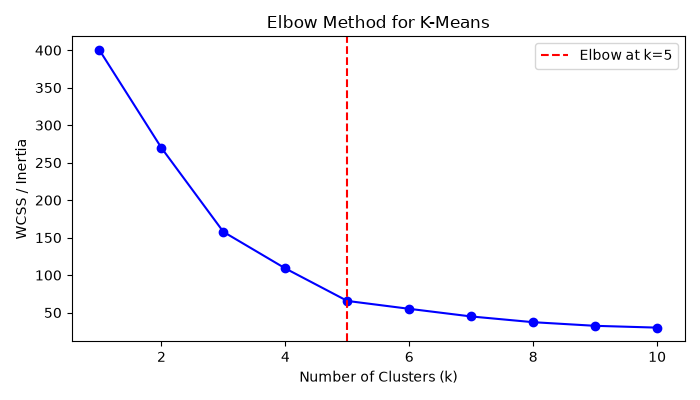 Elbow Method for K-Means
Elbow at k=5
WCSS / Inertia
400
350
300
250
200
150
100
50
2 4 6 8 10
Number of Clusters (k)